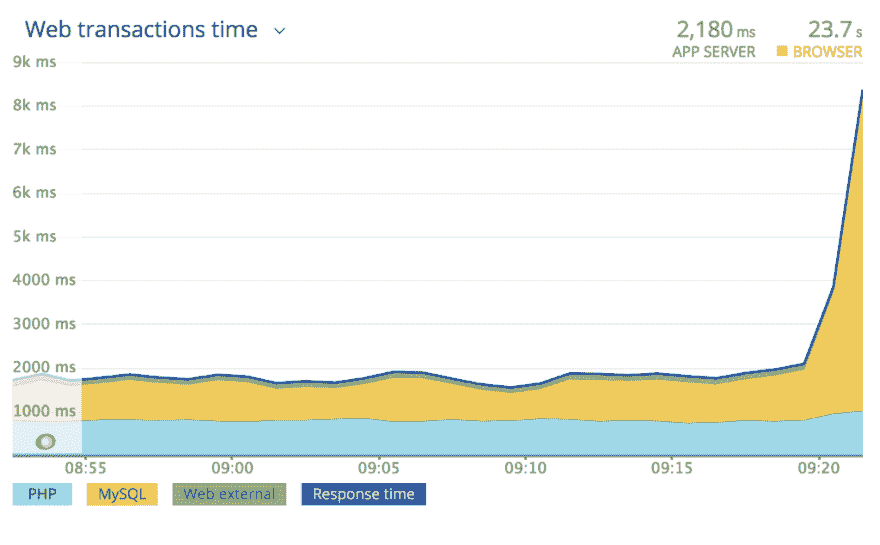 Web transactions time
2,180 ms
APP SERVER
23.7 s
BROWSER
9k ms
8k ms
7k ms
6k ms
5k ms
4000 ms
3000 ms
2000 ms
1000 ms
08:55 09:00 09:05 09:10 09:15 09:20
PHP MySQL Web external Response time